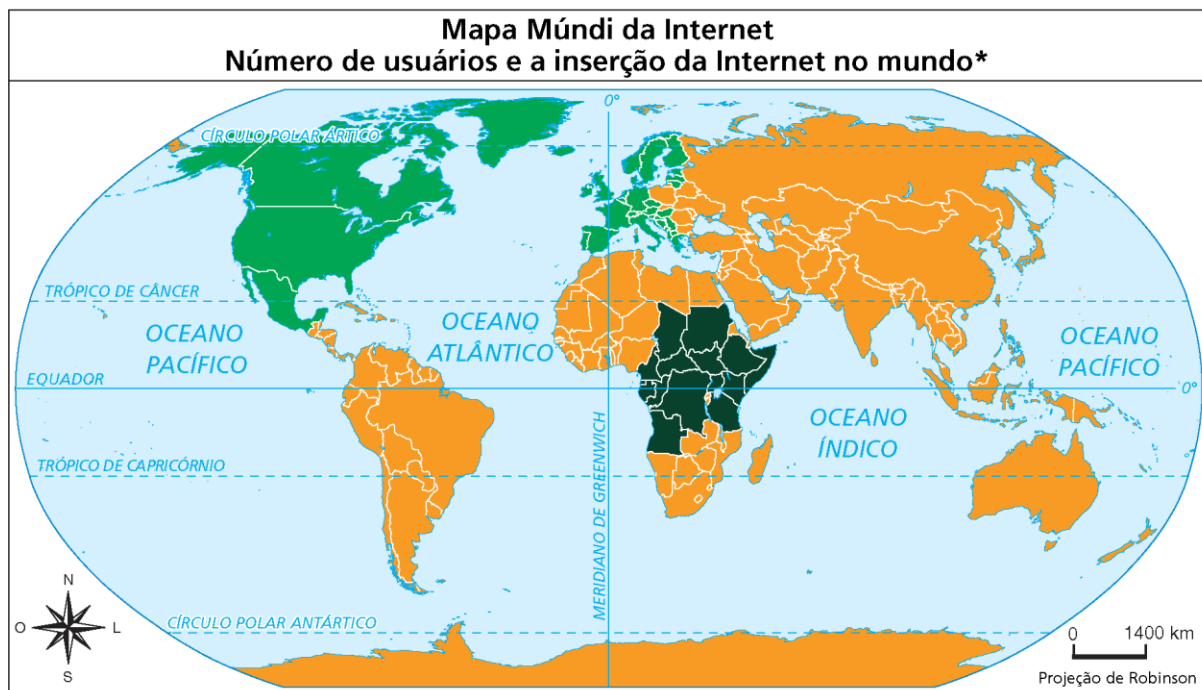 Mapa Múndi da Internet
Número de usuários e a inserção da Internet no mundo*
0°
CÍRCULO POLAR ÁRTICO
TRÓPICO DE CÂNCER
OCEANO
PACÍFICO
OCEANO
ATLÂNTICO
OCEANO
PACÍFICO
EQUADOR
0°
OCEANO
ÍNDICO
TRÓPICO DE CAPRICÓRNIO
MERIDIANO DE GREENWICH
CÍRCULO POLAR ANTÁRTICO
N
O
L
S
0 1400 km
Projeção de Robinson